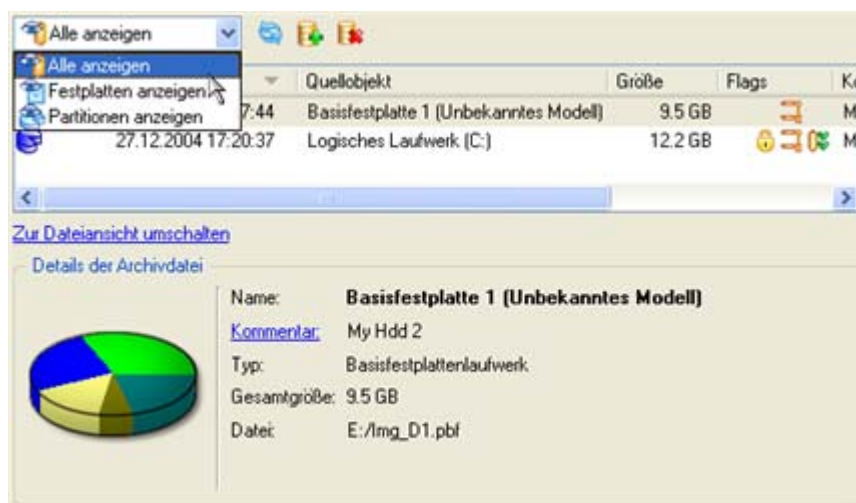 Alle anzeigen
Alle anzeigen
Festplatten anzeigen
Partitionen anzeigen
Quellobjekt Größe Flags
7:44 Basisfestplatte 1 (Unbekanntes Modell) 9.5 GB M
27.12.2004 17:20:37 Logisches Laufwerk (C:) 12.2 GB M
Zur Dateiansicht umschalten
Details der Archivdatei
Name: Basisfestplatte 1 (Unbekanntes Modell)
Kommentar: My Hdd 2
Typ: Basisfestplattenlaufwerk
Gesamtgröße: 9.5 GB
Datei: E:/Img_D1.pbf